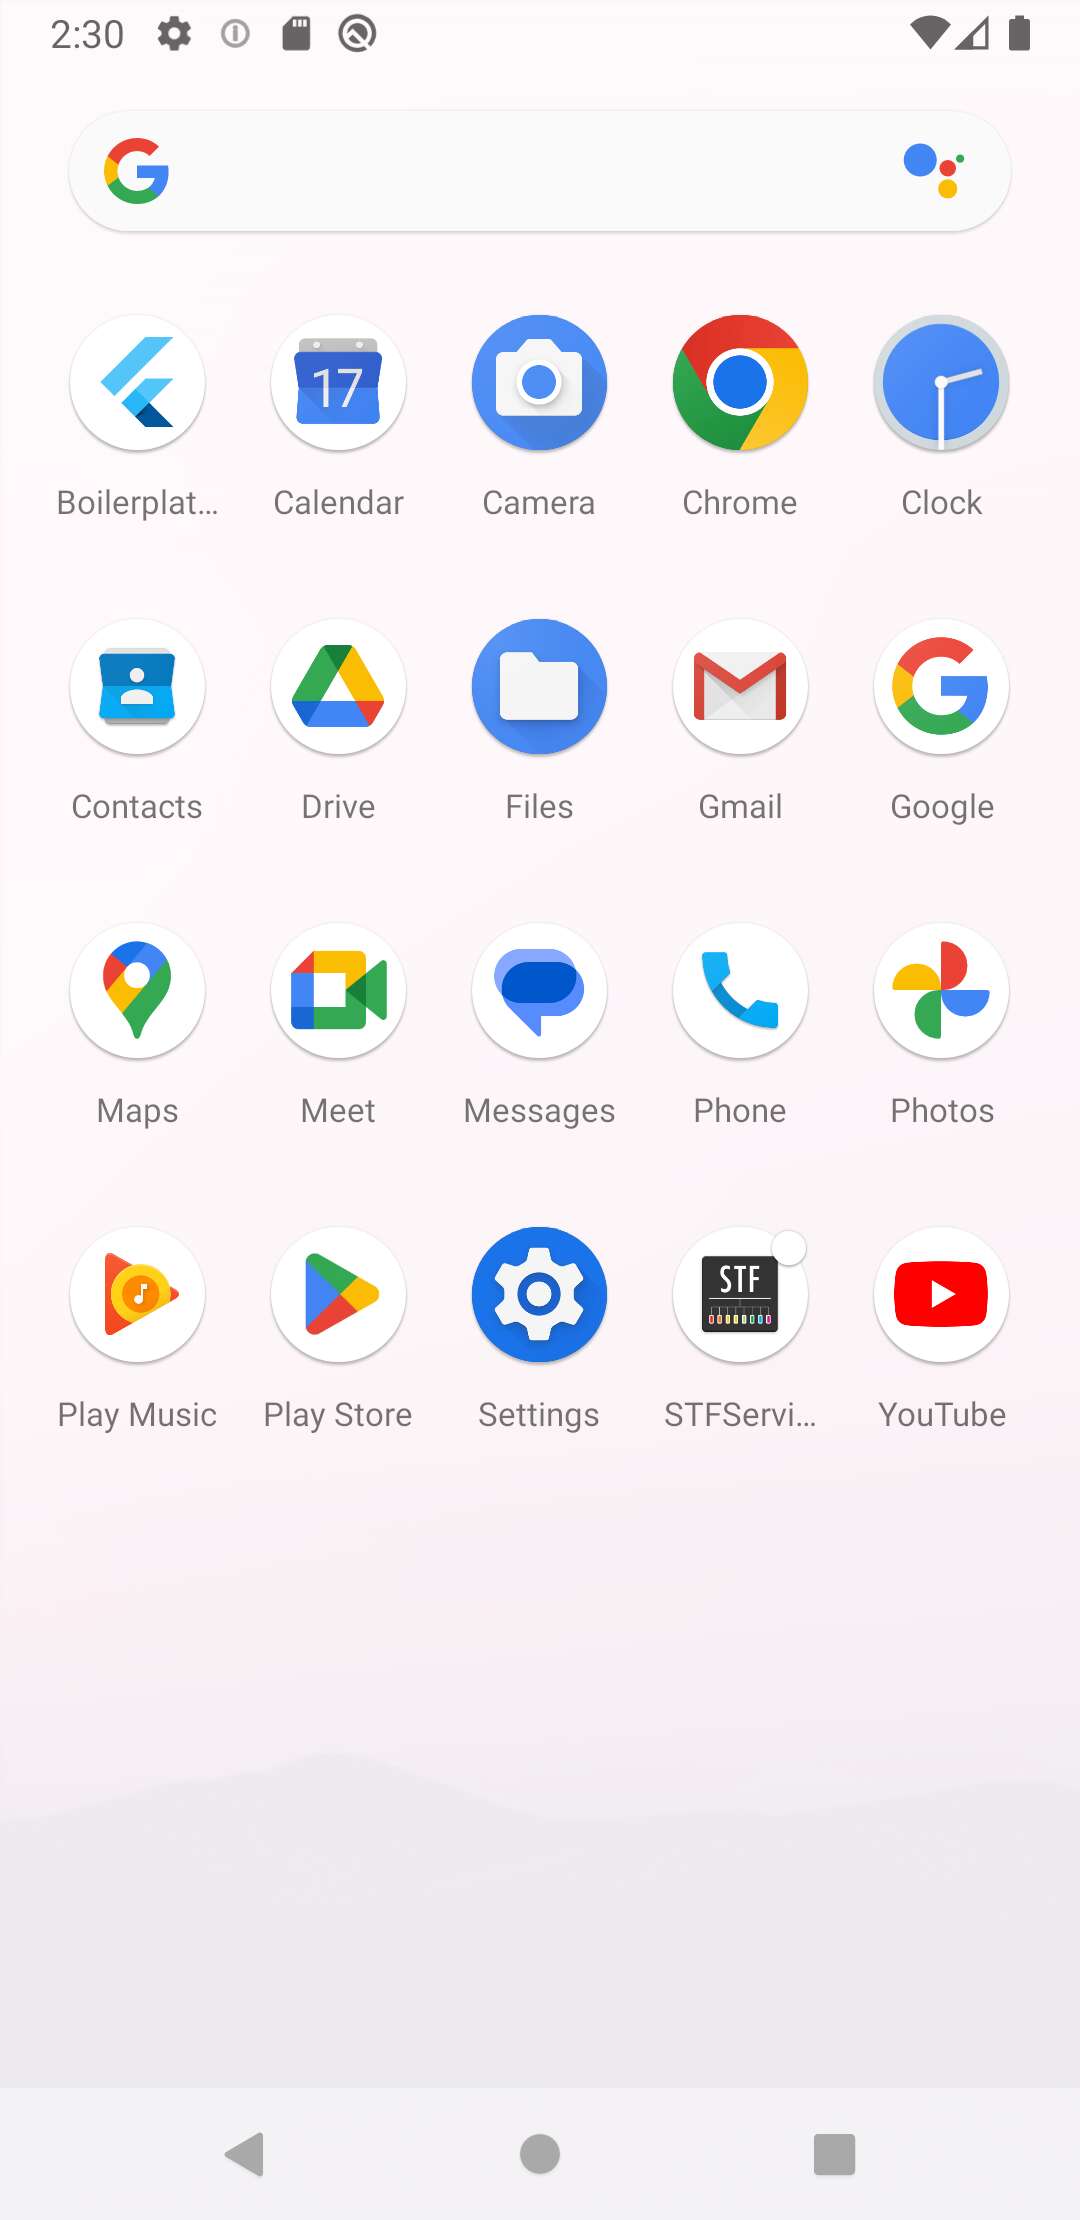 2:30
17
Boilerplat… Calendar Camera Chrome Clock
Contacts Drive Files Gmail Google
Maps Meet Messages Phone Photos
STF
Play Music Play Store Settings STFServi… YouTube